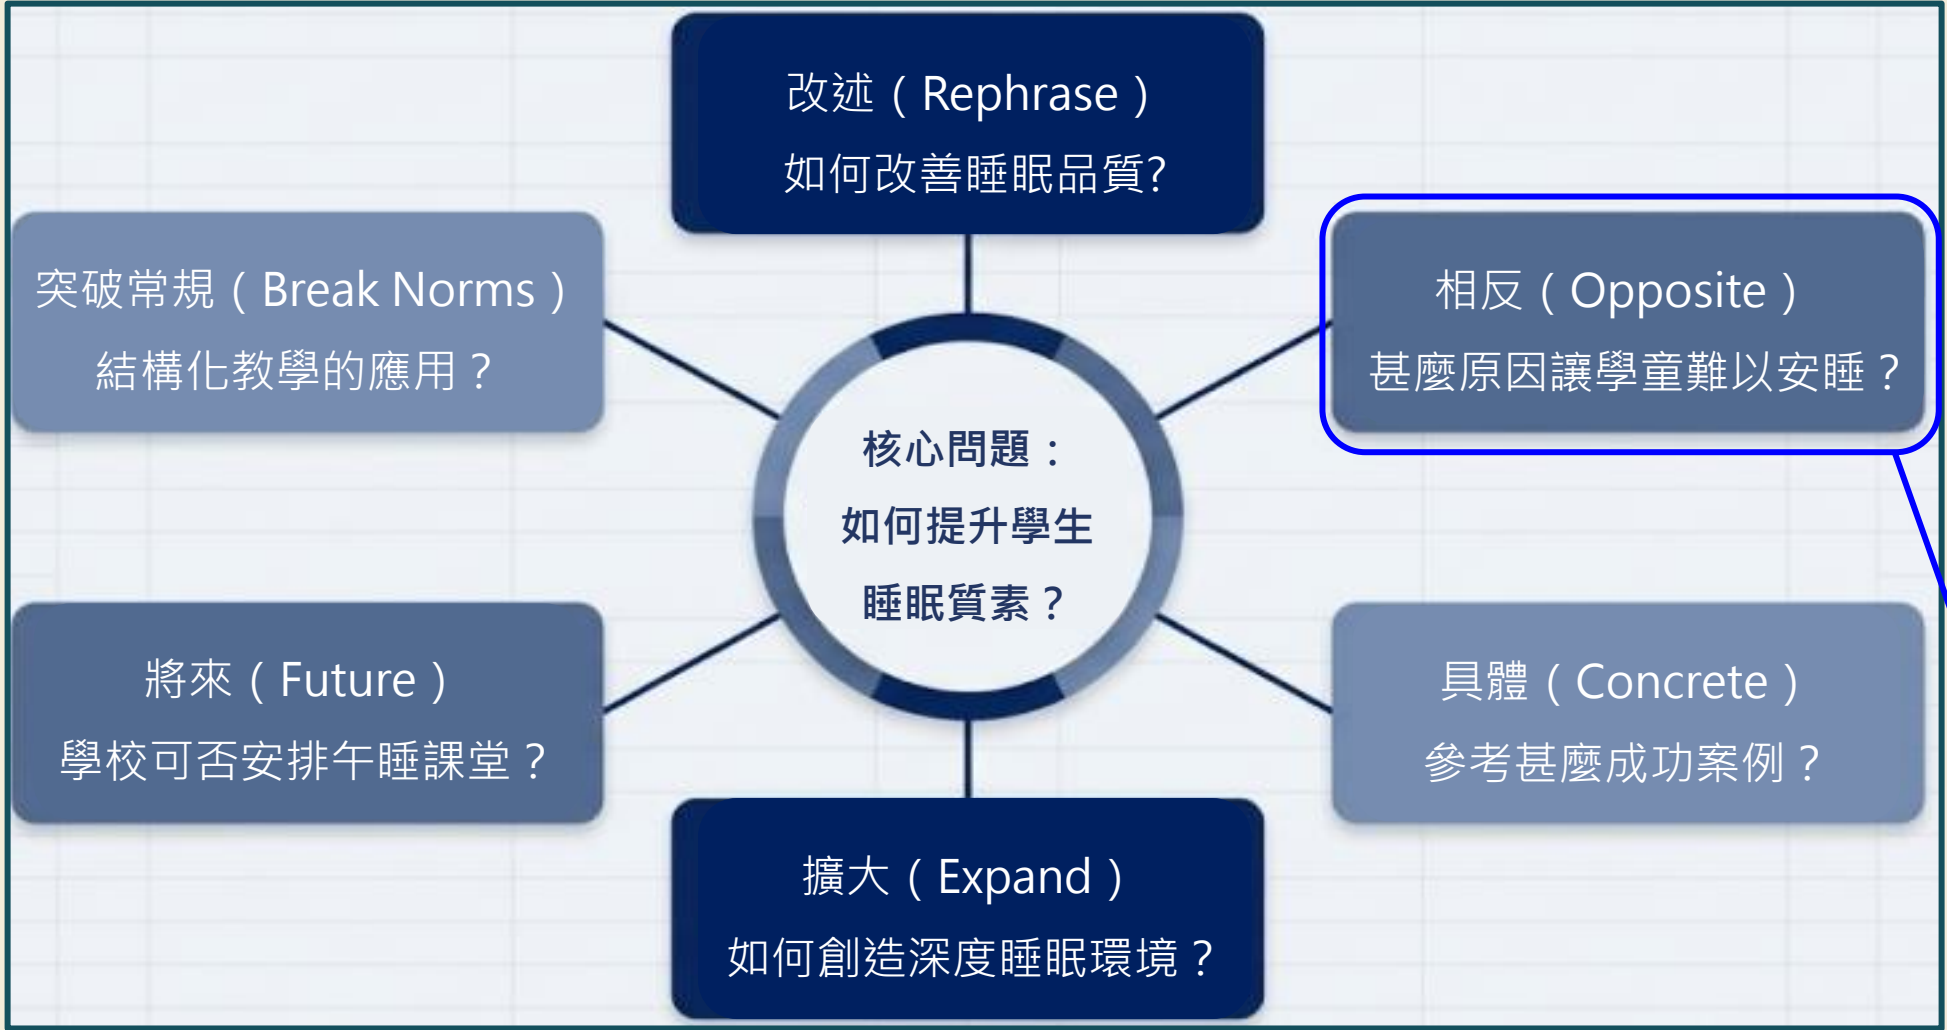 改述（Rephrase）
如何改善睡眠品質?
突破常規（Break Norms）
結構化教學的應用？
相反（Opposite）
甚麼原因讓學童難以安睡？
核心問題：
如何提升學生
睡眠質素？
將來（Future）
學校可否安排午睡課堂？
具體（Concrete）
參考甚麼成功案例？
擴大（Expand）
如何創造深度睡眠環境？